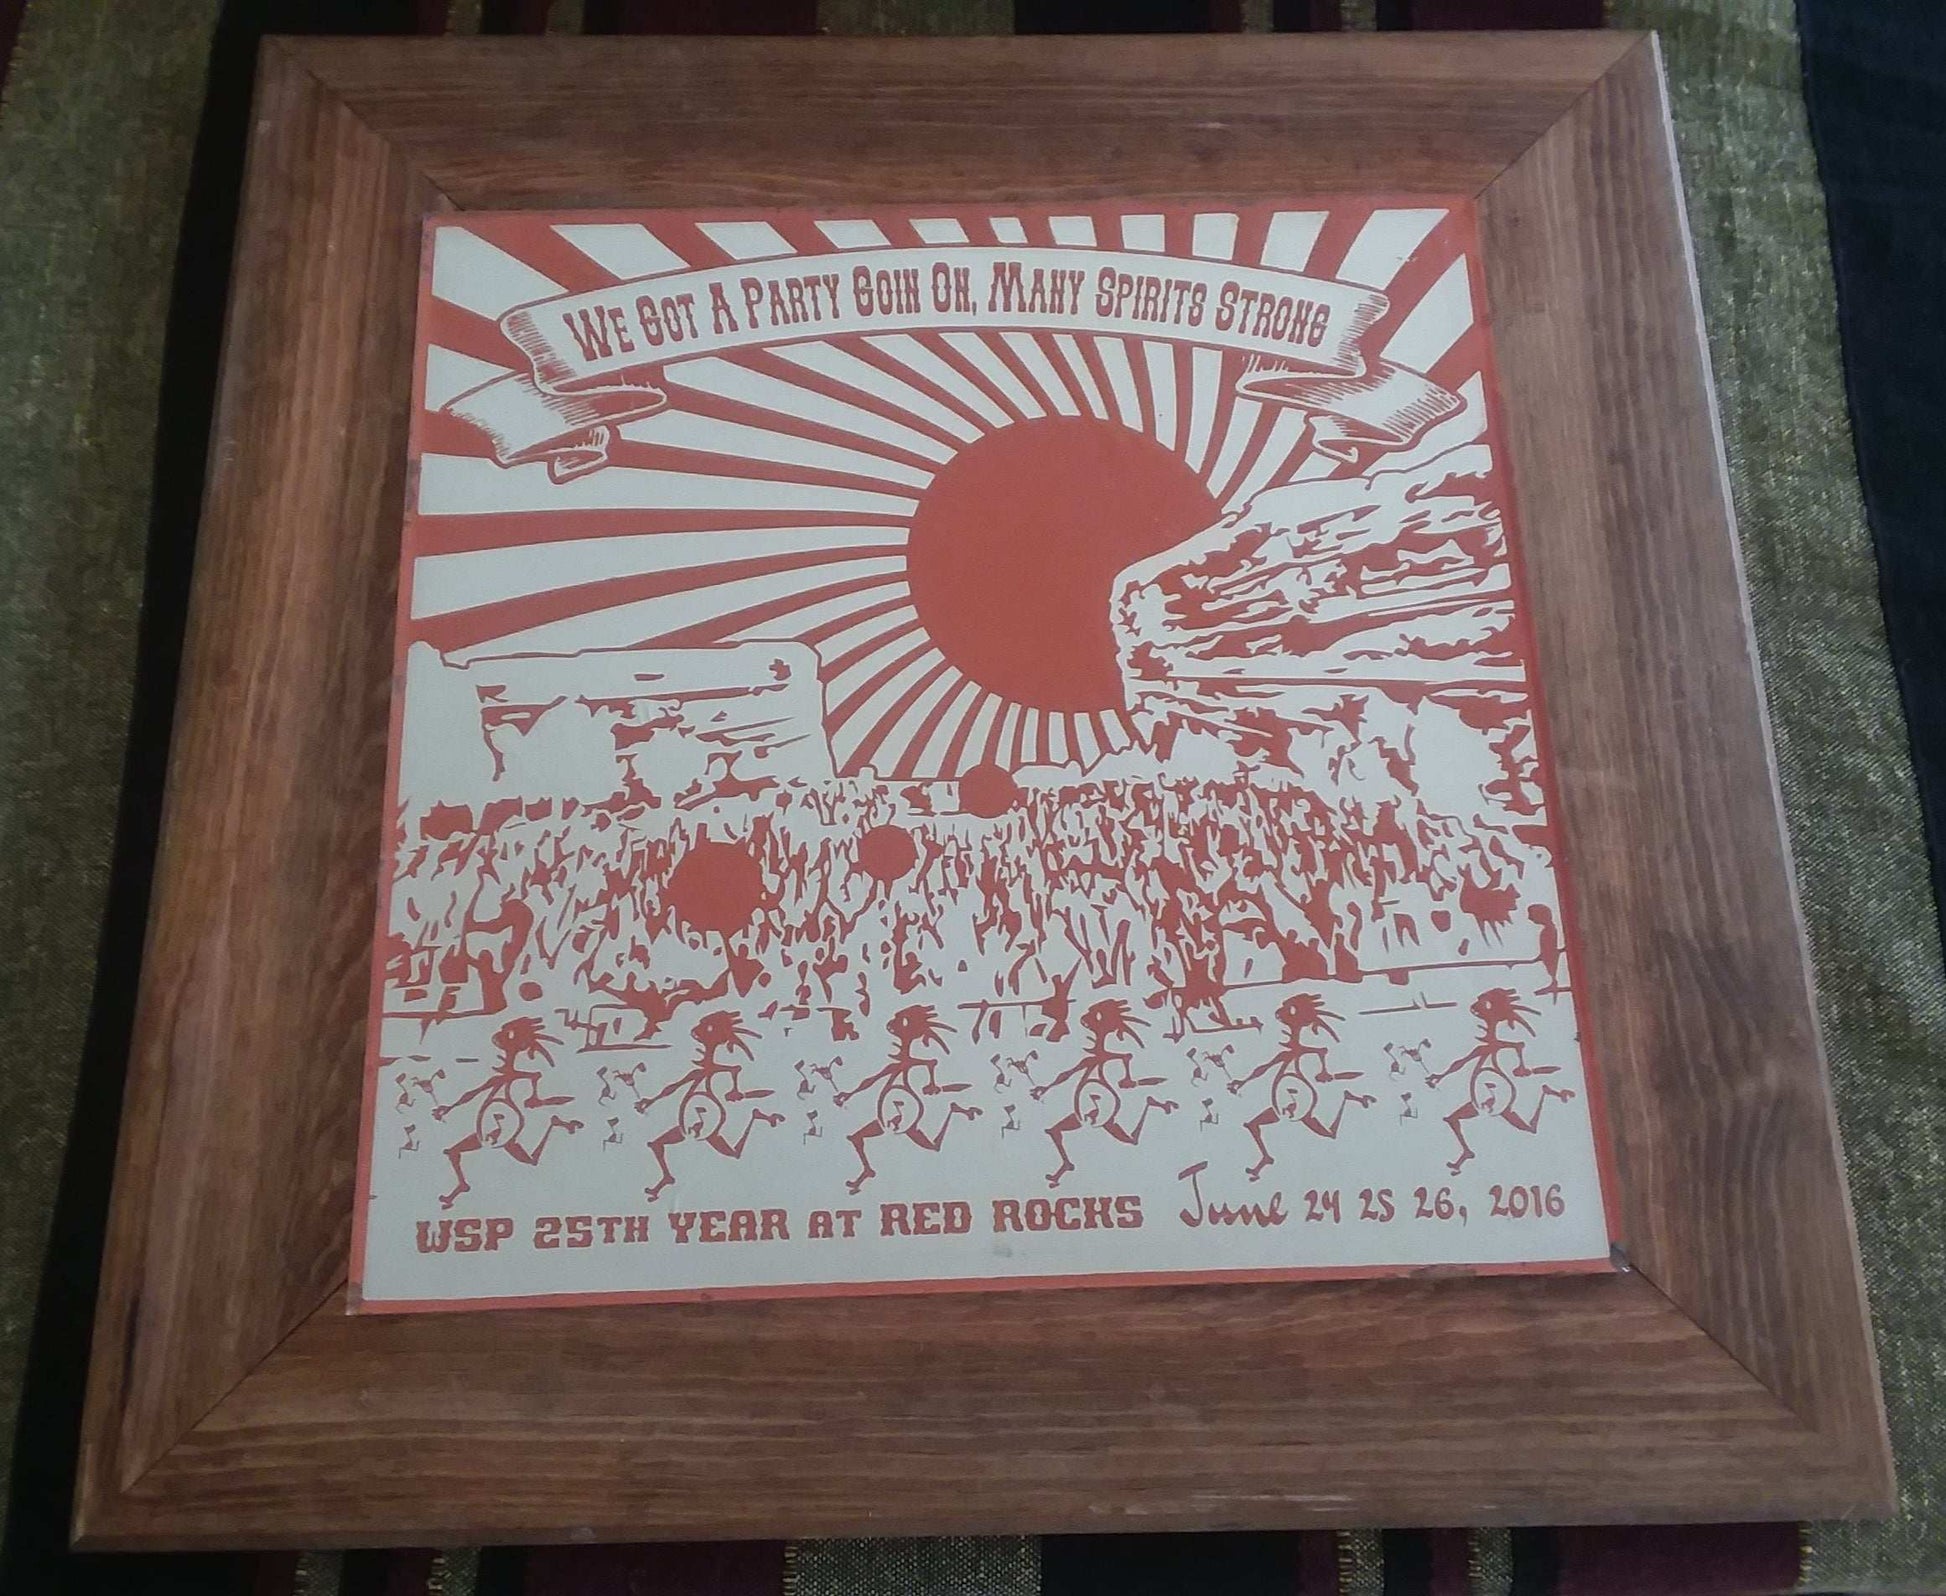 We Got A Party Goin On, Many Spirits Strong
WSP 25TH YEAR AT RED ROCKS June 24 25 26, 2016